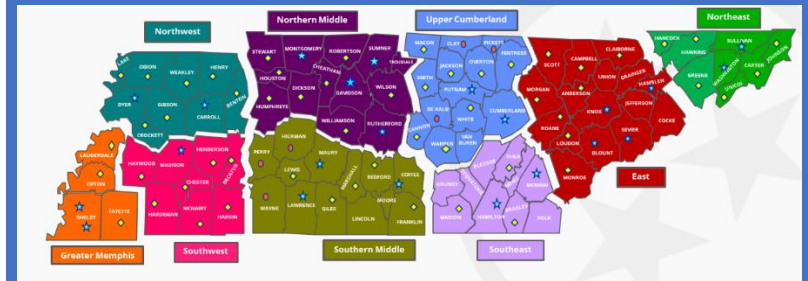 Northwest
Northern Middle
Upper Cumberland
Northeast
LAKE
OBION
WEAKLEY
HENRY
DYER
GIBSON
CARROLL
BENTON
CROCKETT
STEWART
MONTGOMERY
ROBERTSON
SUMNER
TROUSDALE
HOUSTON
CHEATHAM
DICKSON
DAVIDSON
WILSON
HUMPHREYS
WILLIAMSON
RUTHERFORD
MACON
CLAY
PICKETT
JACKSON
OVERTON
FENTRESS
SMITH
PUTNAM
DE KALB
CUMBERLAND
WHITE
CANNON
WARREN
VAN BUREN
SCOTT
CAMPBELL
CLAIBORNE
UNION
GRAINGER
HAMBLEN
MORGAN
ANDERSON
KNOX
JEFFERSON
COCKE
ROANE
LOUDON
BLOUNT
SEVIER
MONROE
HANCOCK
HAWKINS
SULLIVAN
GREENE
WASHINGTON
CARTER
JOHNSON
UNICOI
LAUDERDALE
TIPTON
SHELBY
FAYETTE
HAYWOOD
MADISON
HENDERSON
DECATUR
CHESTER
HARDEMAN
MCNAIRY
HARDIN
PERRY
HICKMAN
MAURY
LEWIS
MARSHALL
BEDFORD
COFFEE
MOORE
WAYNE
LAWRENCE
GILES
LINCOLN
FRANKLIN
GRUNDY
BLEDSOE
RHEA
MCMINN
MARION
HAMILTON
BRADLEY
POLK
East
Greater Memphis
Southwest
Southern Middle
Southeast